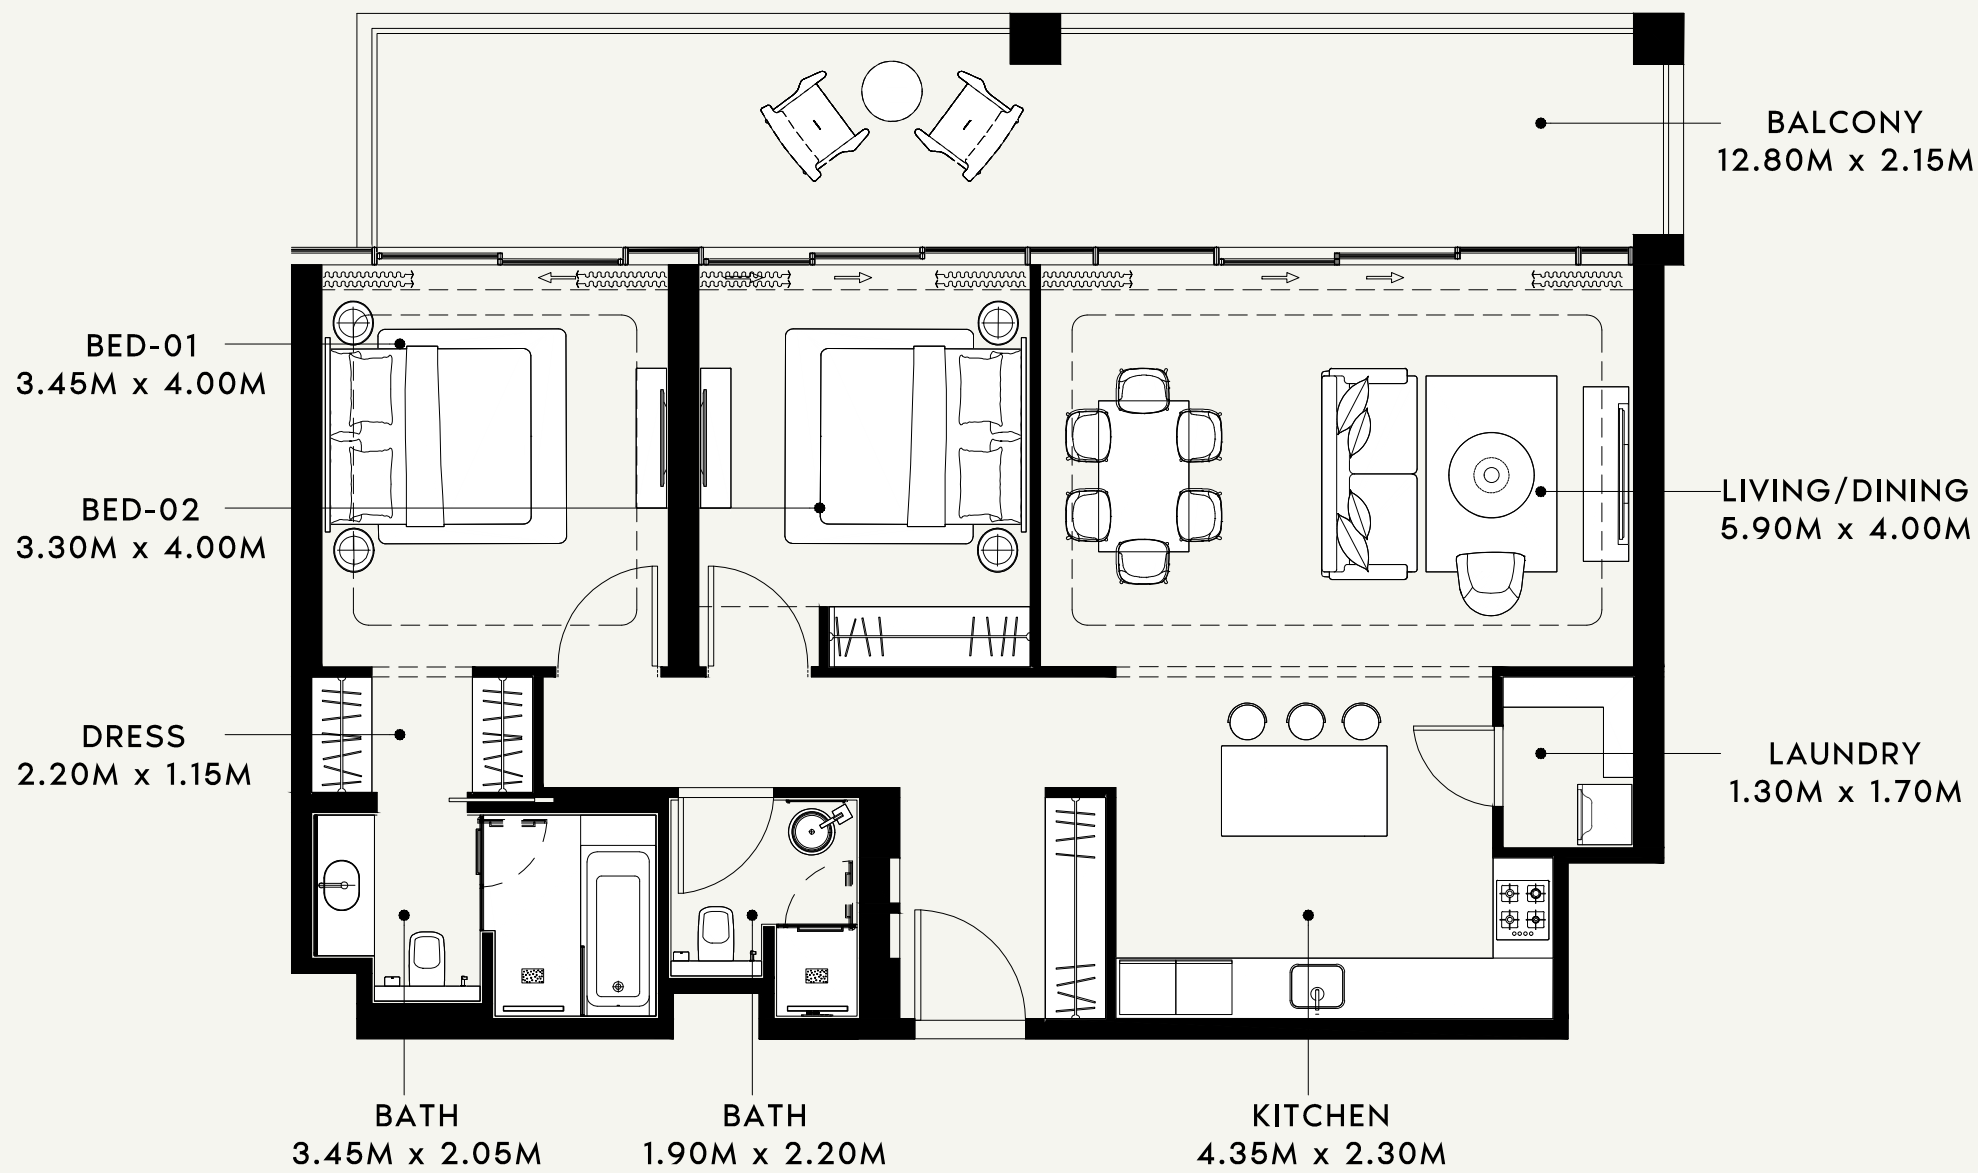 BALCONY
12.80M x 2.15M
BED-01
3.45M x 4.00M
BED-02
3.30M x 4.00M
LIVING/DINING
5.90M x 4.00M
DRESS
2.20M x 1.15M
LAUNDRY
1.30M x 1.70M
BATH
3.45M x 2.05M
BATH
1.90M x 2.20M
KITCHEN
4.35M x 2.30M